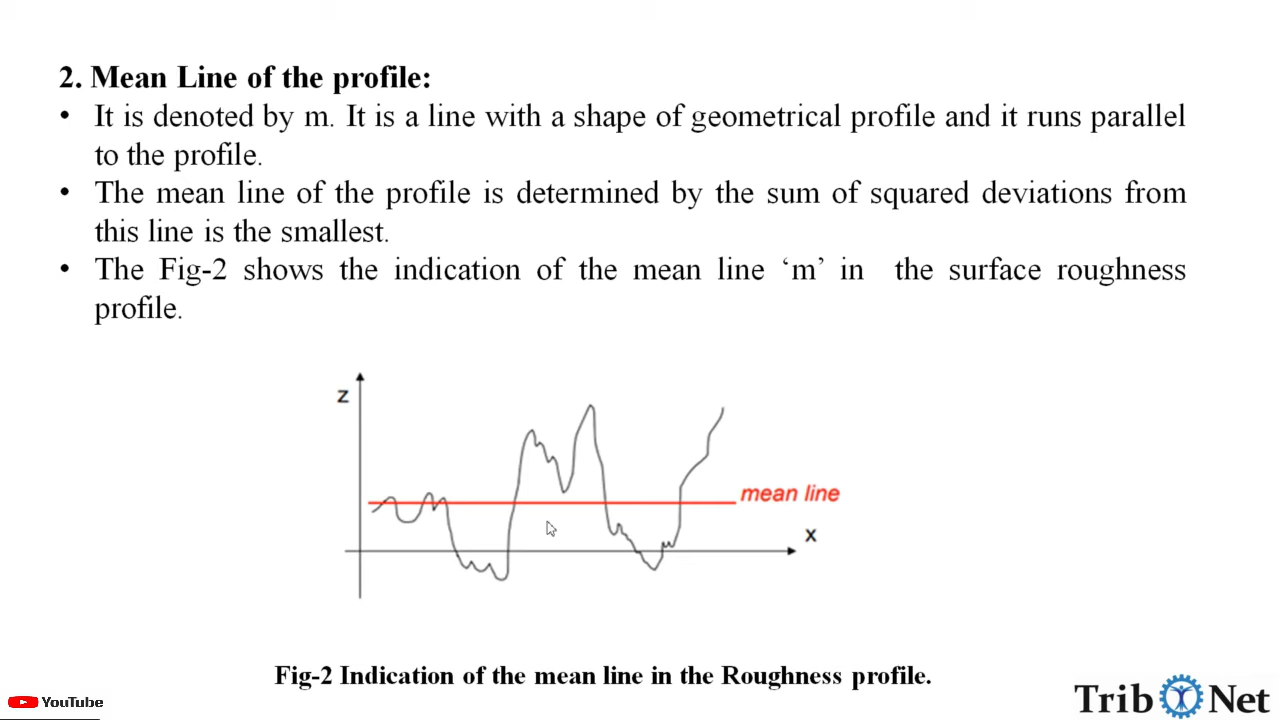 2. Mean Line of the profile:
• It is denoted by m. It is a line with a shape of geometrical profile and it runs parallel
to the profile.
• The mean line of the profile is determined by the sum of squared deviations from
this line is the smallest.
• The Fig-2 shows the indication of the mean line ‘m’ in the surface roughness
profile.
z
mean line
x
Fig-2 Indication of the mean line in the Roughness profile.
YouTube
Trib Net